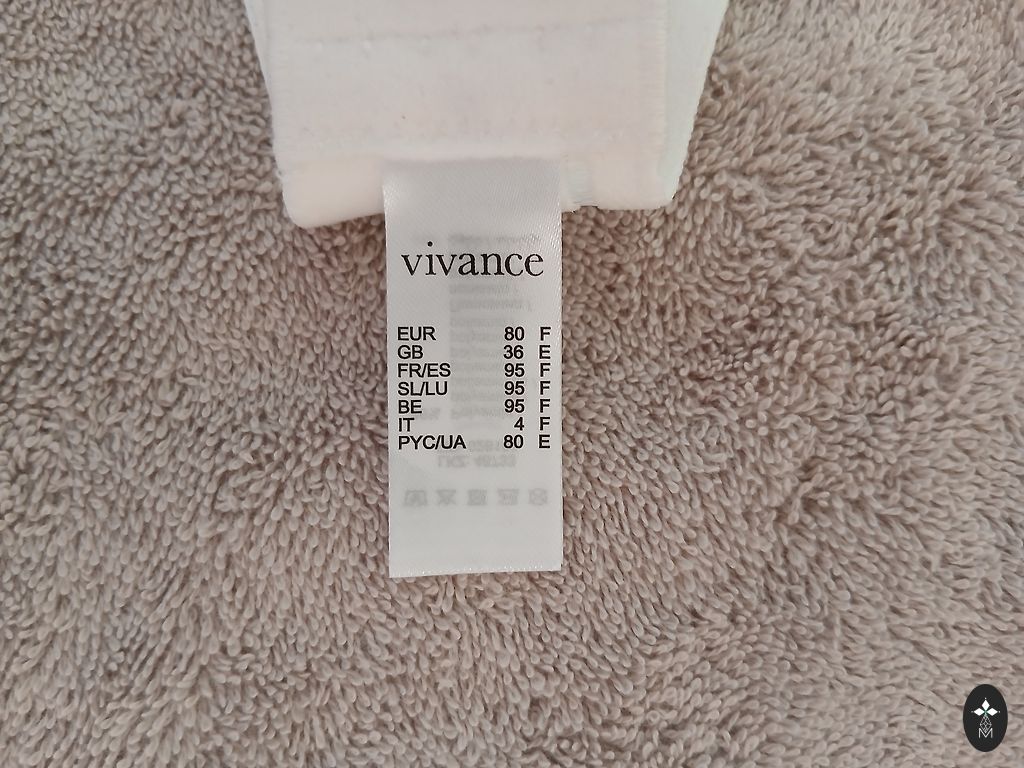 vivance
EUR 80 F
GB 36 E
FR/ES 95 F
SL/LU 95 F
BE 95 F
IT 4 F
PYC/UA 80 E